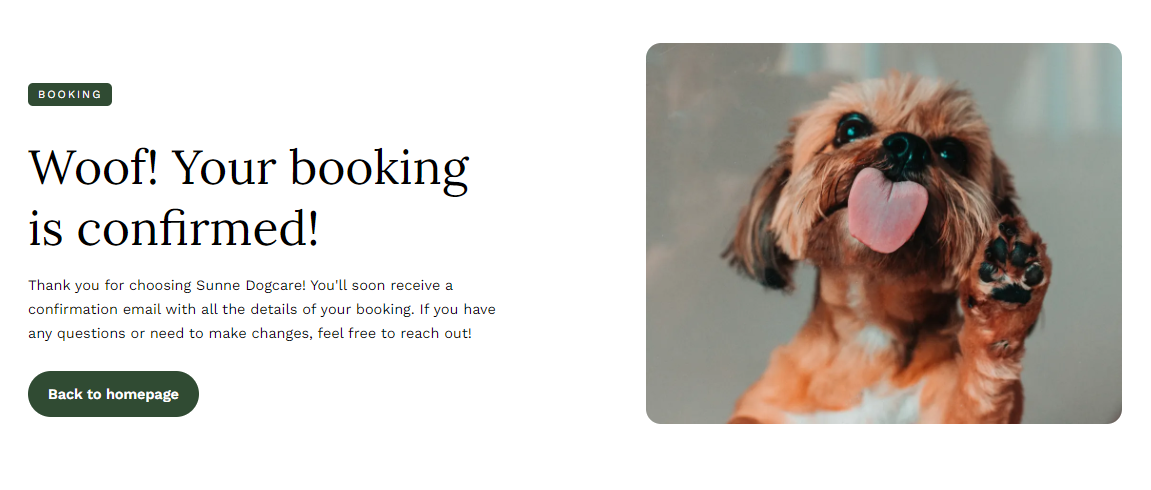 BOOKING
Woof! Your booking
is confirmed!
Thank you for choosing Sunne Dogcare! You'll soon receive a
confirmation email with all the details of your booking. If you have
any questions or need to make changes, feel free to reach out!
Back to homepage